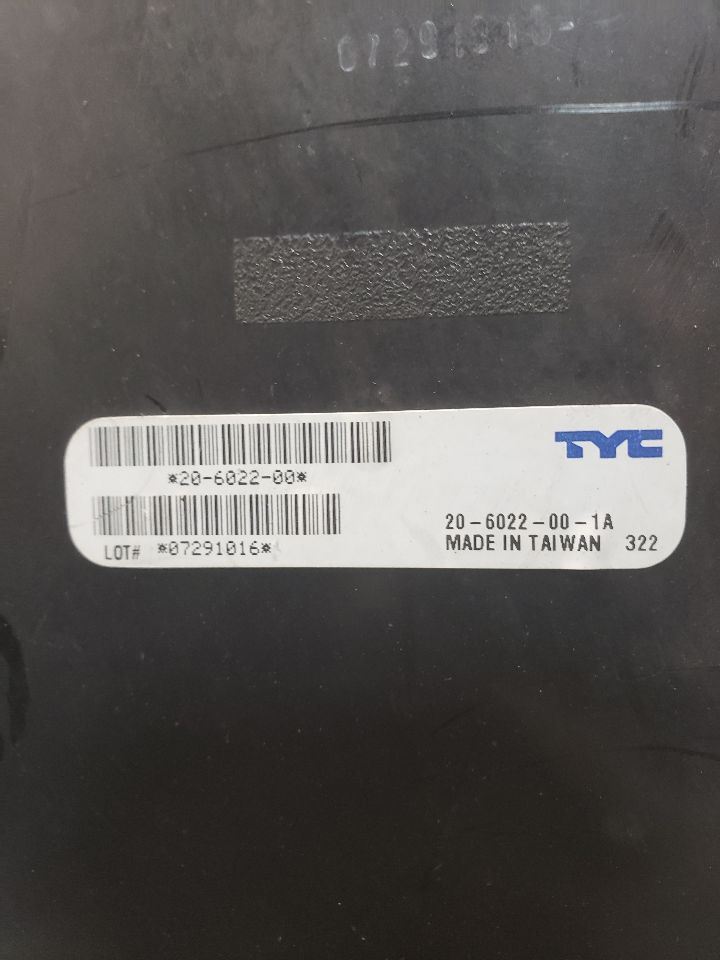 *20-6022-00*
LOT# *07291016*
TYC
20-6022-00-1A
MADE IN TAIWAN 322